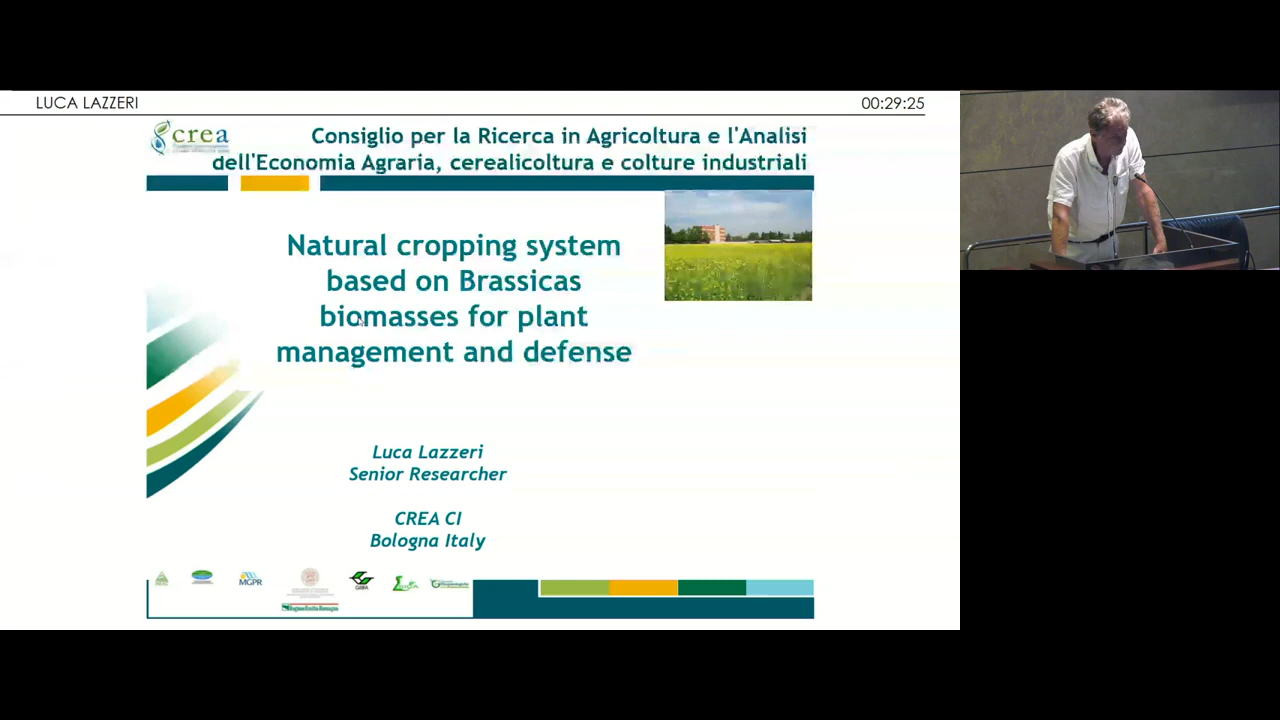 LUCA LAZZERI
00:29:25
crea
Consiglio per la Ricerca in Agricoltura e l'Analisi
dell'Economia Agraria, cerealicoltura e colture industriali
Natural cropping system
based on Brassicas
biomasses for plant
management and defense
Luca Lazzeri
Senior Researcher
CREA CI
Bologna Italy
MGPR